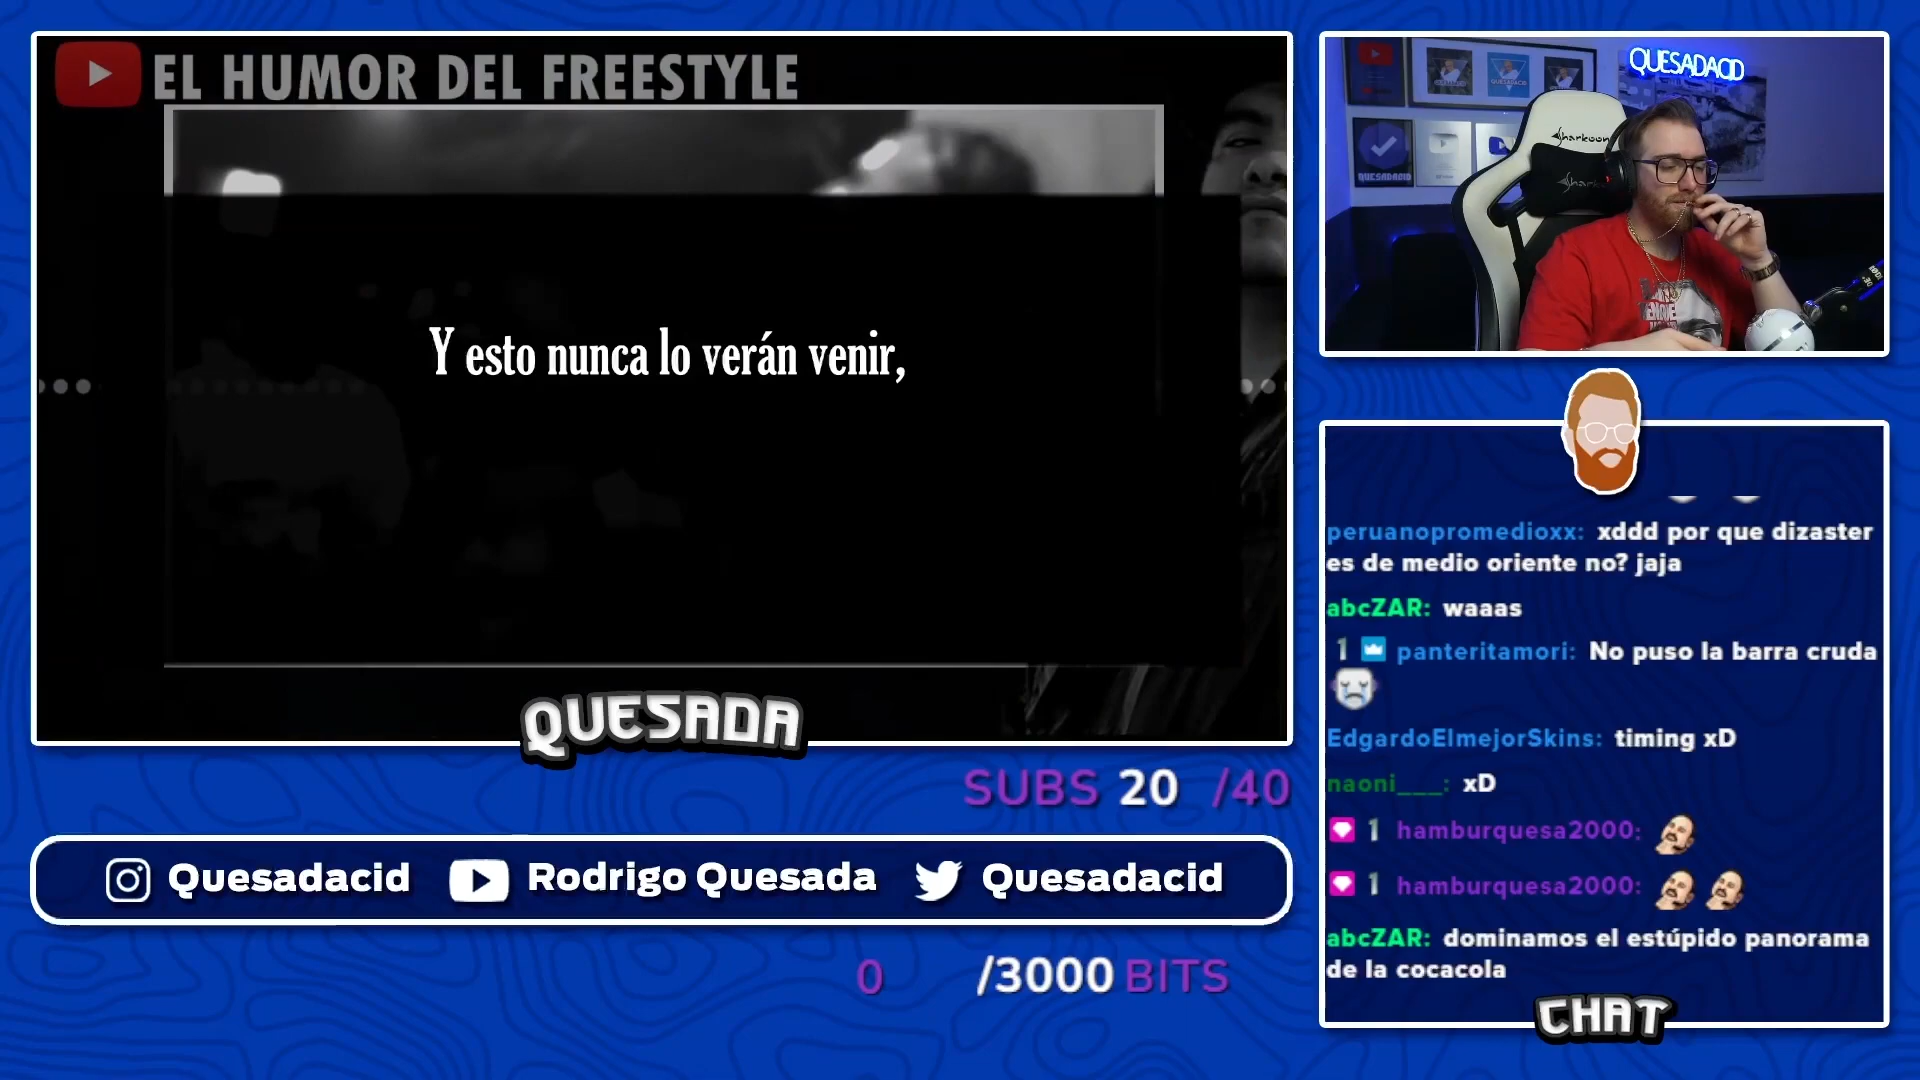 EL HUMOR DEL FREESTYLE
Y esto nunca lo verán venir,
QUESADA
SUBS 20 /40
Quesadacid
Rodrigo Quesada
Quesadacid
0 /3000 BITS
QUESADACID
Sharkoon
QUESADACID
peruanopromedioxx: xddd por que dizaster
es de medio oriente no? jaja
abcZAR: waaas
1 panteritamori: No puso la barra cruda
EdgardoElmejorSkins: timing xD
naoni___: xD
1 hamburquesa2000:
1 hamburquesa2000:
abcZAR: dominamos el estúpido panorama
de la cocacola
CHAT